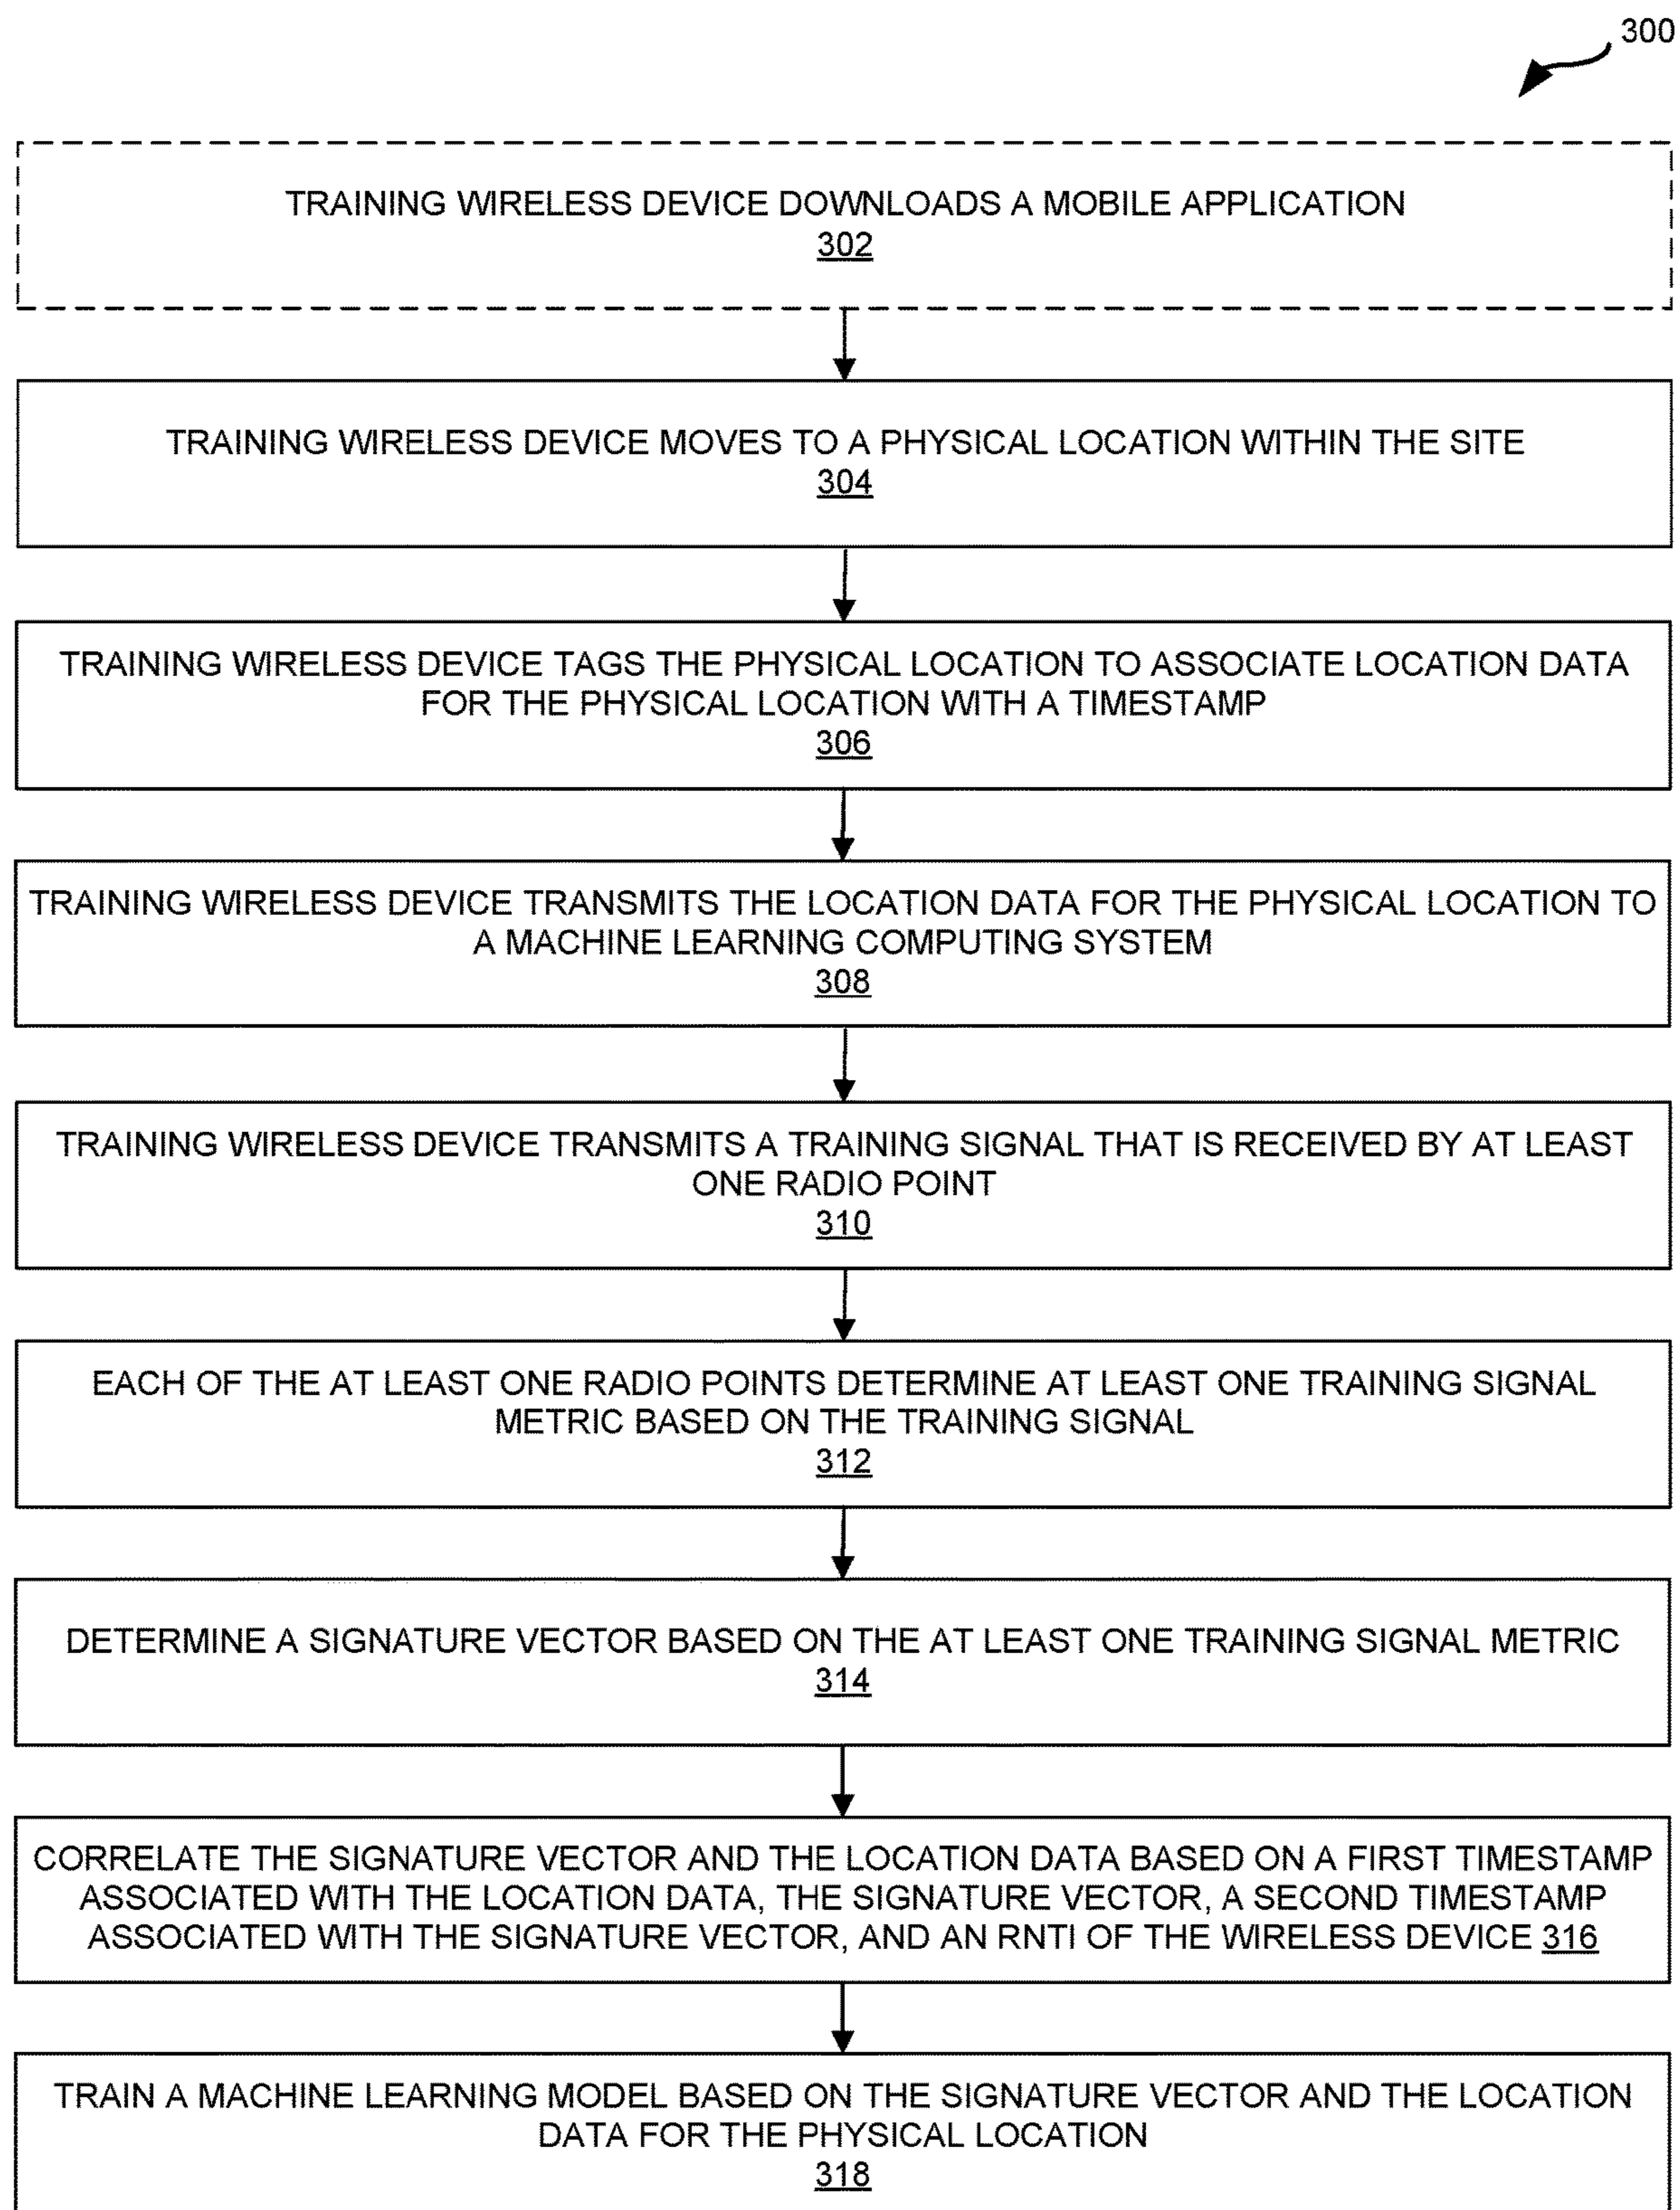 300
TRAINING WIRELESS DEVICE DOWNLOADS A MOBILE APPLICATION
302
TRAINING WIRELESS DEVICE MOVES TO A PHYSICAL LOCATION WITHIN THE SITE
304
TRAINING WIRELESS DEVICE TAGS THE PHYSICAL LOCATION TO ASSOCIATE LOCATION DATA
FOR THE PHYSICAL LOCATION WITH A TIMESTAMP
306
TRAINING WIRELESS DEVICE TRANSMITS THE LOCATION DATA FOR THE PHYSICAL LOCATION TO
A MACHINE LEARNING COMPUTING SYSTEM
308
TRAINING WIRELESS DEVICE TRANSMITS A TRAINING SIGNAL THAT IS RECEIVED BY AT LEAST
ONE RADIO POINT
310
EACH OF THE AT LEAST ONE RADIO POINTS DETERMINE AT LEAST ONE TRAINING SIGNAL
METRIC BASED ON THE TRAINING SIGNAL
312
DETERMINE A SIGNATURE VECTOR BASED ON THE AT LEAST ONE TRAINING SIGNAL METRIC
314
CORRELATE THE SIGNATURE VECTOR AND THE LOCATION DATA BASED ON A FIRST TIMESTAMP
ASSOCIATED WITH THE LOCATION DATA, THE SIGNATURE VECTOR, A SECOND TIMESTAMP
ASSOCIATED WITH THE SIGNATURE VECTOR, AND AN RNTI OF THE WIRELESS DEVICE 316
TRAIN A MACHINE LEARNING MODEL BASED ON THE SIGNATURE VECTOR AND THE LOCATION
DATA FOR THE PHYSICAL LOCATION
318